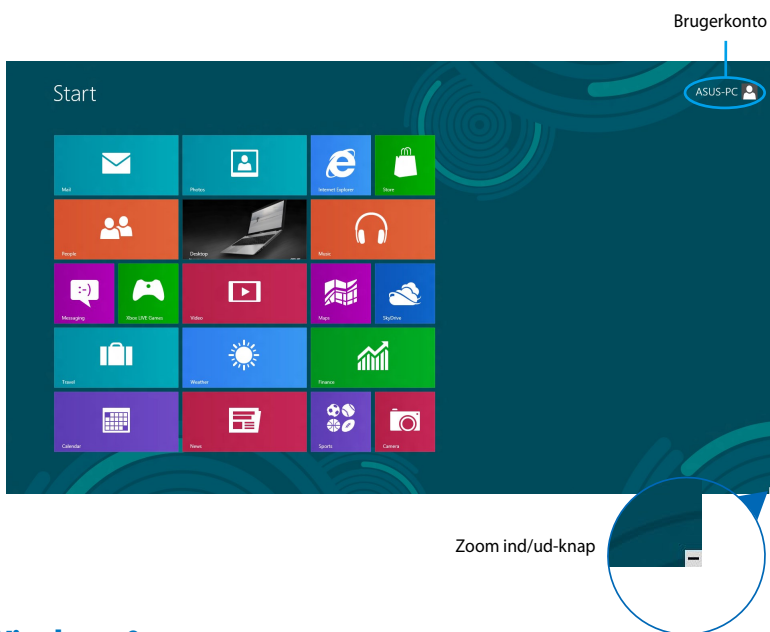 Brugerkonto
Start
ASUS-PC
Mail
Photos
Internet Explorer
Store
People
Desktop
Music
:-)
Messaging
Xbox LIVE Games
Video
Maps
SkyDrive
Travel
Weather
Finance
Calendar
News
Sports
Camera
Zoom ind/ud-knap